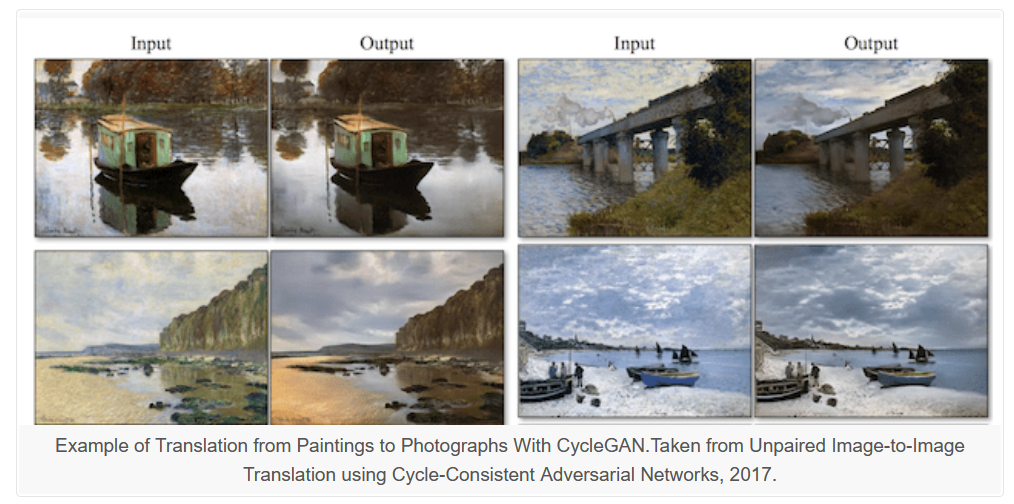 Input Output Input Output
Example of Translation from Paintings to Photographs With CycleGAN.Taken from Unpaired Image-to-Image
Translation using Cycle-Consistent Adversarial Networks, 2017.